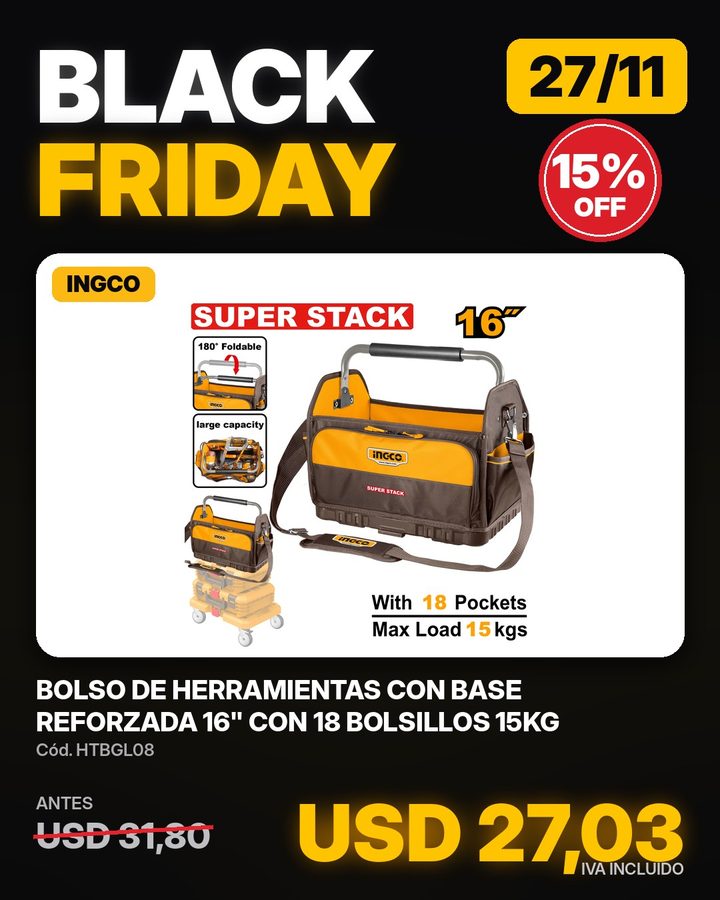 BLACK
FRIDAY
27/11
15%
OFF
INGCO
SUPER STACK
16″
180° Foldable
INGCO
large capacity
INGCO
INGCO
SUPER STACK
INGCO
With 18 Pockets
Max Load 15 kgs
BOLSO DE HERRAMIENTAS CON BASE
REFORZADA 16" CON 18 BOLSILLOS 15KG
Cód. HTBGL08
ANTES
USD 31,80
USD 27,03
IVA INCLUIDO